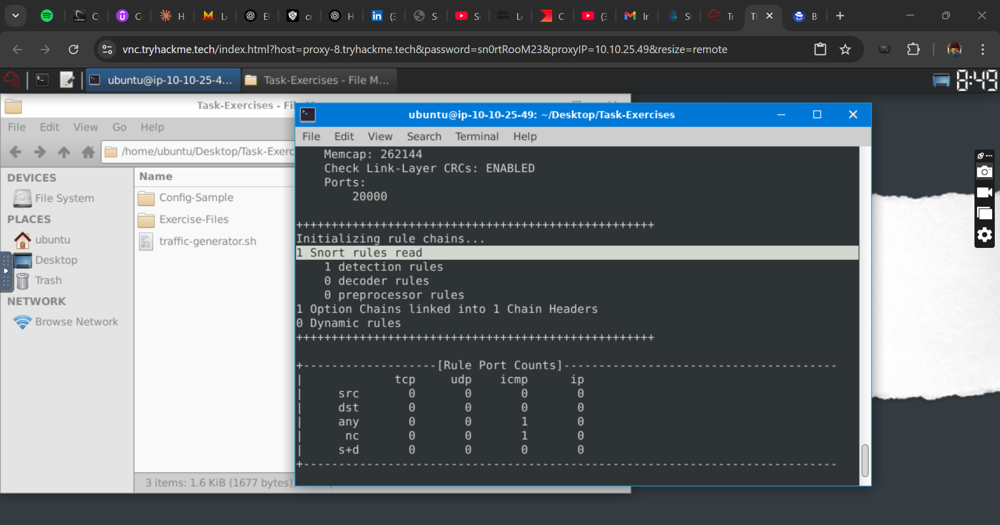 C
C
H
L
E
cr
H
(3
S
S
L
C
(3
Ir
S
Tr
T
B
vnc.tryhackme.tech/index.html?host=proxy-8.tryhackme.tech&password=sn0rtRooM23&proxyIP=10.10.25.49&resize=remote
ubuntu@ip-10-10-25-4...
Task-Exercises - File M...
8:49
Task-Exercises - Fil
File Edit View Go Help
/home/ubuntu/Desktop/Task-Exerc
DEVICES
File System
PLACES
ubuntu
Desktop
Trash
NETWORK
Browse Network
Name
Config-Sample
Exercise-Files
traffic-generator.sh
3 items: 1.6 KiB (1677 bytes),
ubuntu@ip-10-10-25-49: ~/Desktop/Task-Exercises
File Edit View Search Terminal Help
Memcap: 262144
Check Link-Layer CRCs: ENABLED
Ports:
20000
+++++++++++++++++++++++++++++++++++++++++++++++++++
Initializing rule chains...
1 Snort rules read
1 detection rules
0 decoder rules
0 preprocessor rules
1 Option Chains linked into 1 Chain Headers
0 Dynamic rules
+++++++++++++++++++++++++++++++++++++++++++++++++++
+-------------------[Rule Port Counts]---------------------------------------
| tcp udp icmp ip
| src 0 0 0 0
| dst 0 0 0 0
| any 0 0 1 0
| nc 0 0 1 0
| s+d 0 0 0 0
+----------------------------------------------------------------------------